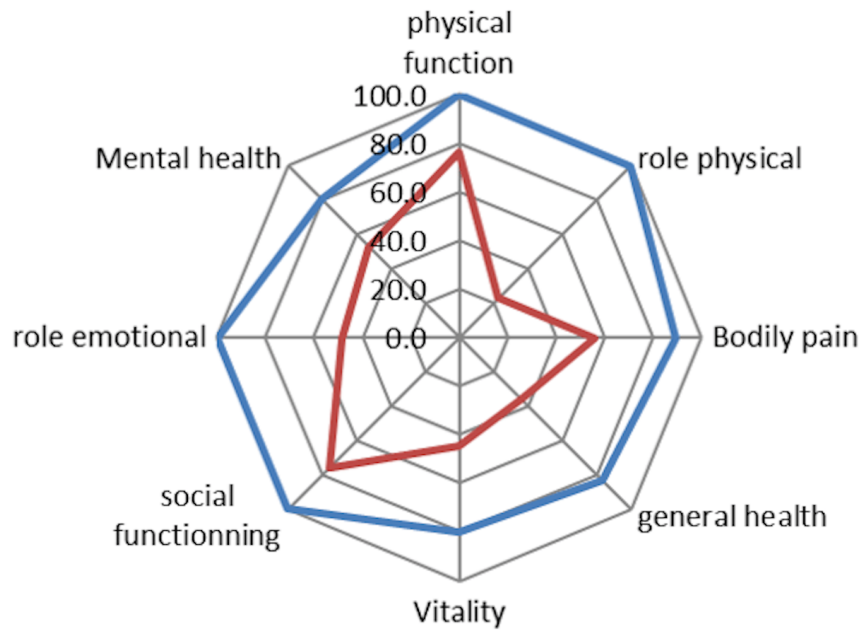 physical
function
100.0
Mental health
80.0
role physical
60.0
40.0
20.0
role emotional
0.0
Bodily pain
social
functionning
general health
Vitality